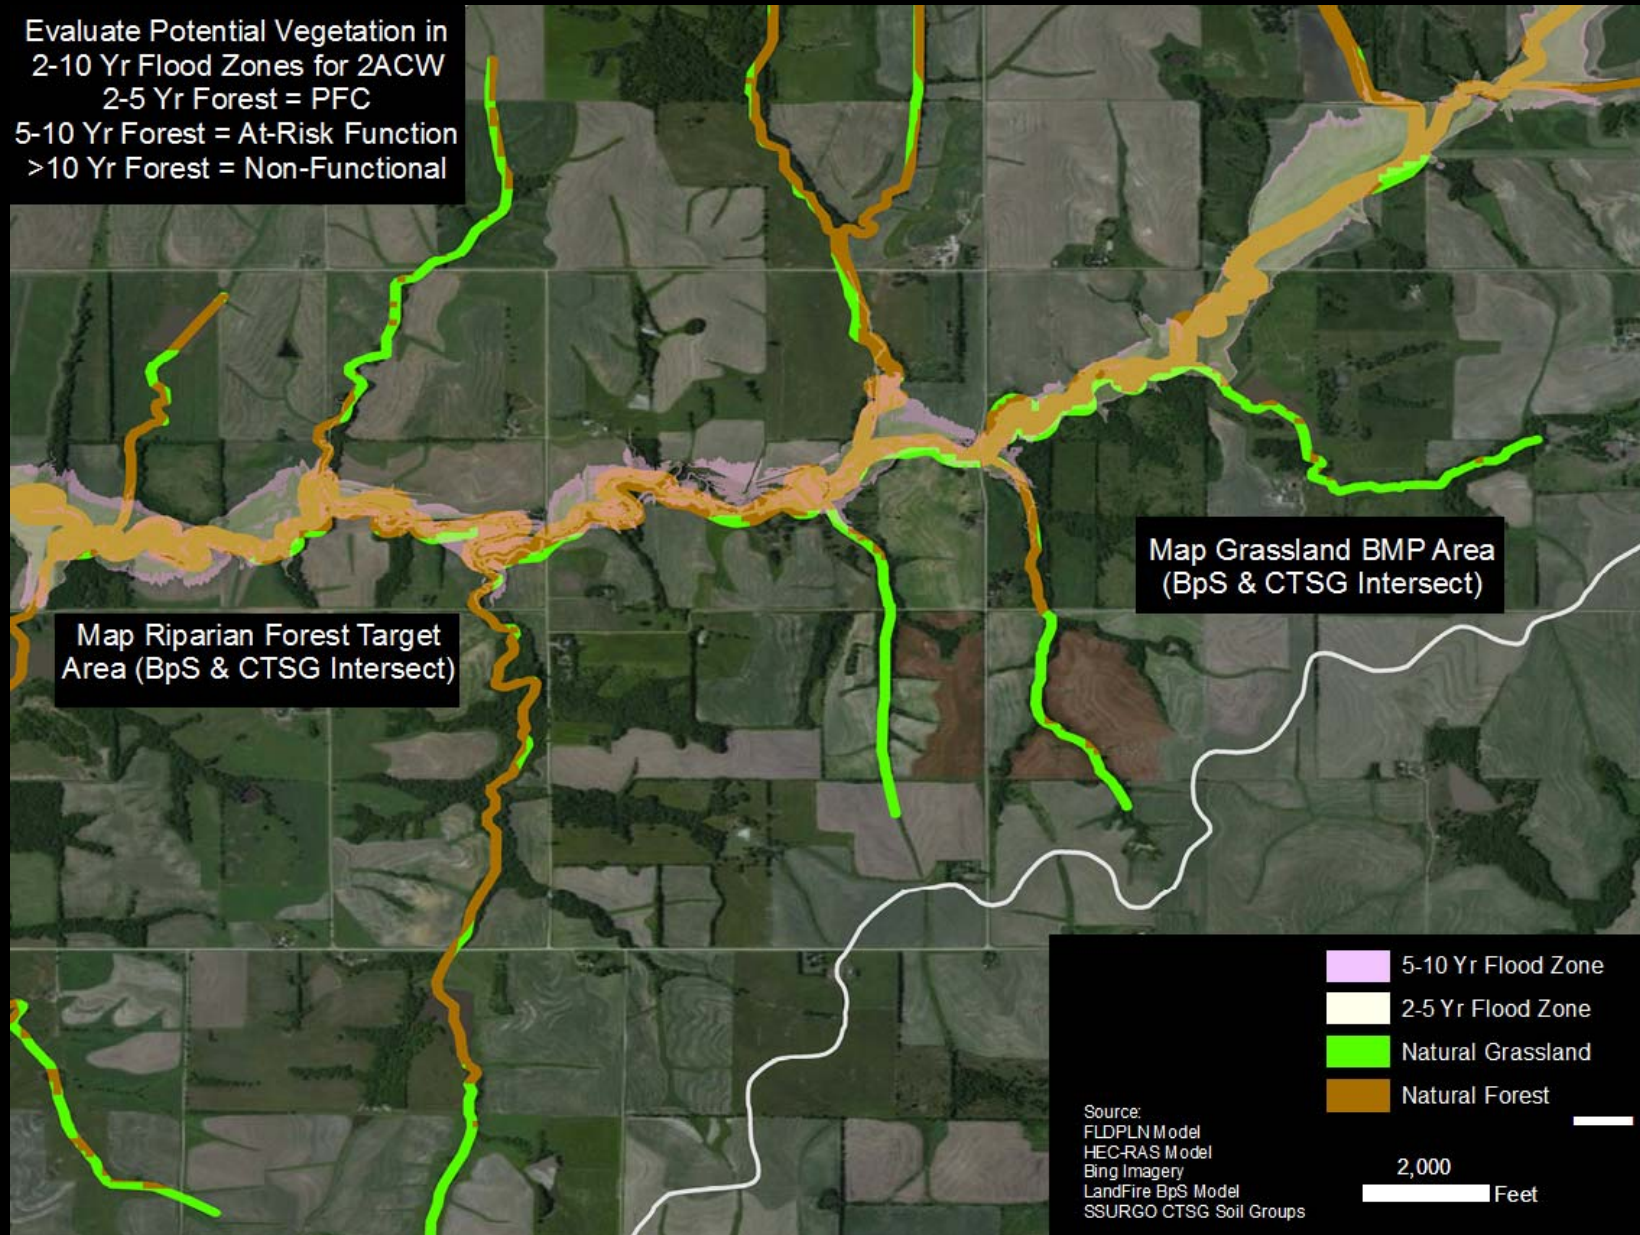 Evaluate Potential Vegetation in
2-10 Yr Flood Zones for 2ACW
2-5 Yr Forest = PFC
5-10 Yr Forest = At-Risk Function
>10 Yr Forest = Non-Functional
Map Grassland BMP Area
(BpS & CTSG Intersect)
Map Riparian Forest Target
Area (BpS & CTSG Intersect)
5-10 Yr Flood Zone
2-5 Yr Flood Zone
Natural Grassland
Natural Forest
Source:
FLDPLN Model
HEC-RAS Model
Bing Imagery
LandFire BpS Model
SSURGO CTSG Soil Groups
2,000
Feet